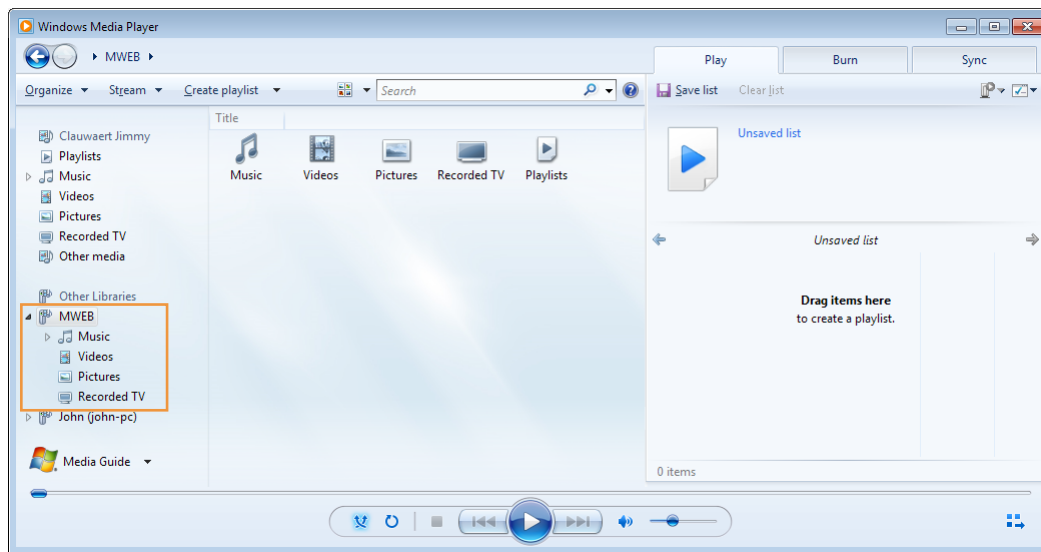 Windows Media Player
MWEB
Play Burn Sync
Organize Stream Create playlist Search
Save list Clear list
Title
Clauwaert Jimmy
Playlists
Music
Videos
Pictures
Recorded TV
Other media
Other Libraries
MWEB
Music
Videos
Pictures
Recorded TV
John (john-pc)
Media Guide
Music Videos Pictures Recorded TV Playlists
Unsaved list
Unsaved list
Drag items here
to create a playlist.
0 items